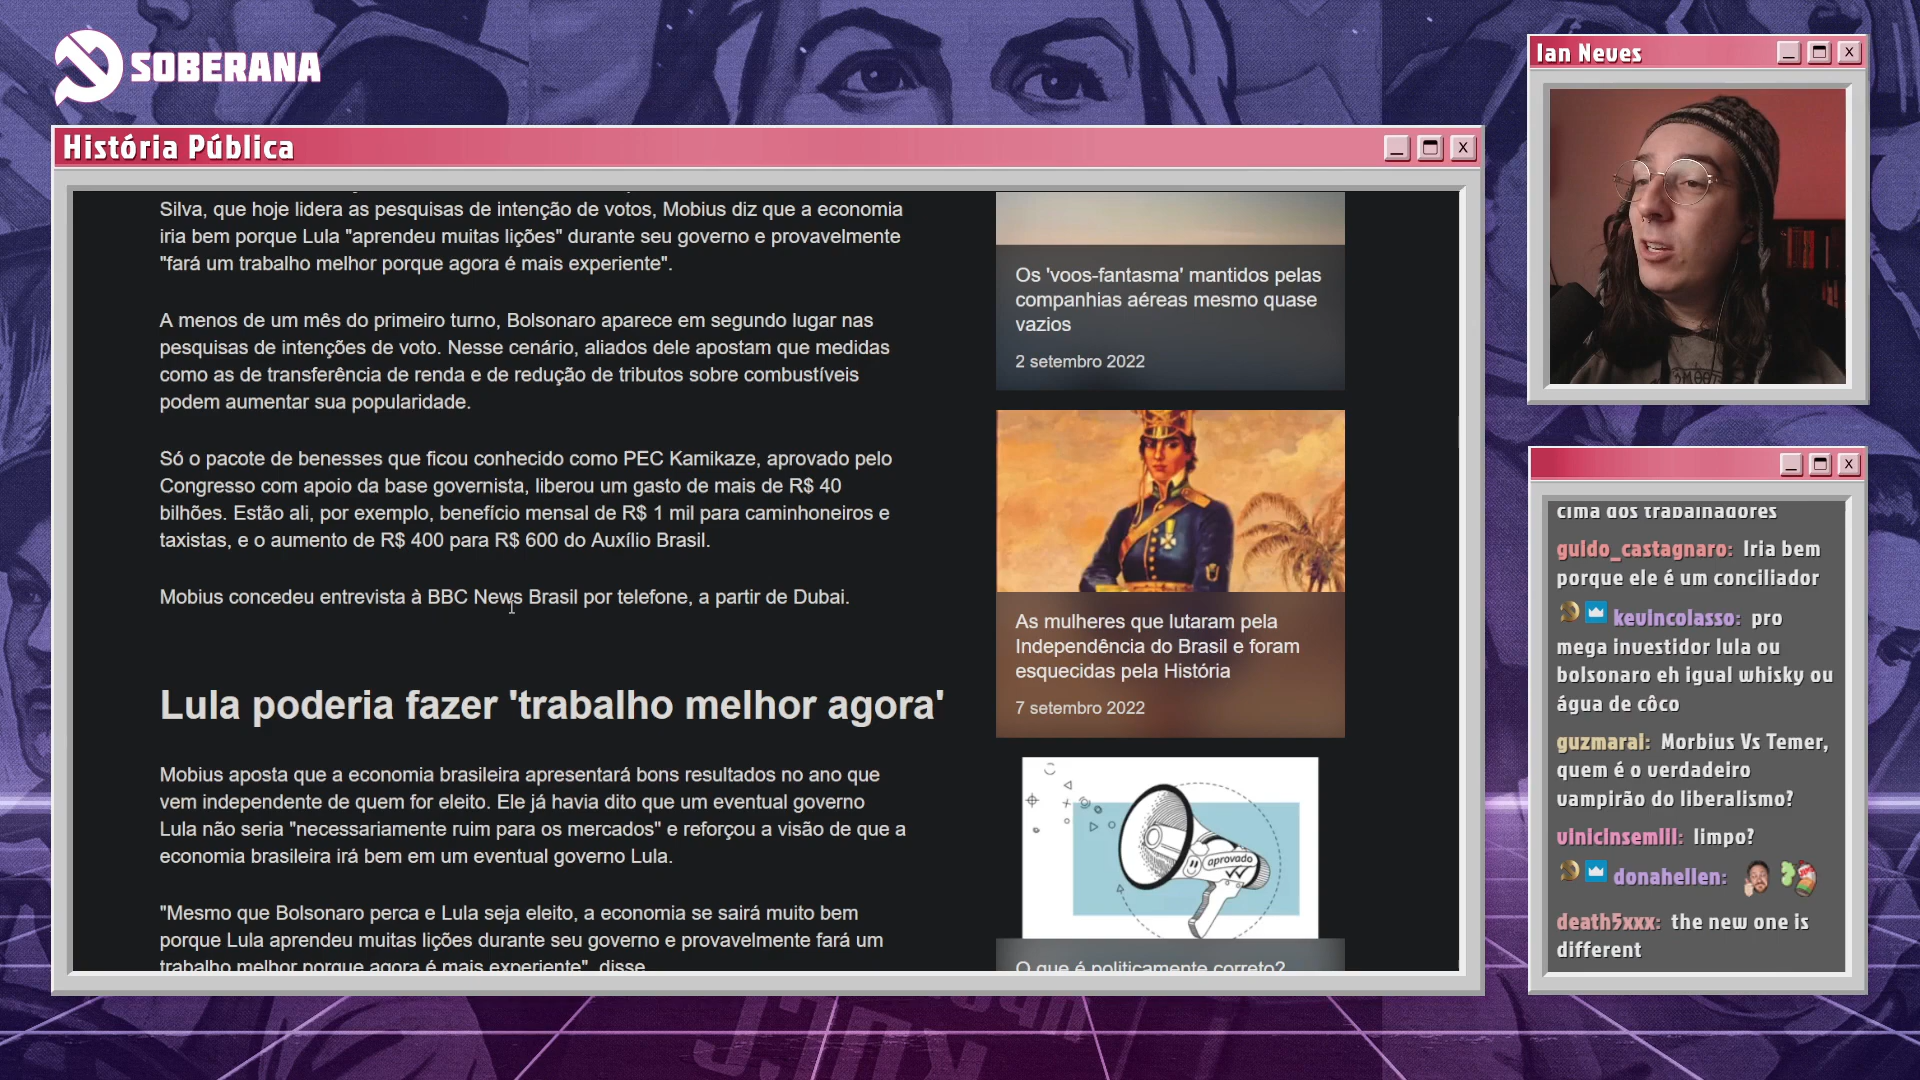 SOBERANA
História Pública
Silva, que hoje lidera as pesquisas de intenção de votos, Mobius diz que a economia
iria bem porque Lula "aprendeu muitas lições" durante seu governo e provavelmente
"fará um trabalho melhor porque agora é mais experiente".
A menos de um mês do primeiro turno, Bolsonaro aparece em segundo lugar nas
pesquisas de intenções de voto. Nesse cenário, aliados dele apostam que medidas
como as de transferência de renda e de redução de tributos sobre combustíveis
podem aumentar sua popularidade.
Só o pacote de benesses que ficou conhecido como PEC Kamikaze, aprovado pelo
Congresso com apoio da base governista, liberou um gasto de mais de R$ 40
bilhões. Estão ali, por exemplo, benefício mensal de R$ 1 mil para caminhoneiros e
taxistas, e o aumento de R$ 400 para R$ 600 do Auxílio Brasil.
Mobius concedeu entrevista à BBC News Brasil por telefone, a partir de Dubai.
Lula poderia fazer 'trabalho melhor agora'
Mobius aposta que a economia brasileira apresentará bons resultados no ano que
vem independente de quem for eleito. Ele já havia dito que um eventual governo
Lula não seria "necessariamente ruim para os mercados" e reforçou a visão de que a
economia brasileira irá bem em um eventual governo Lula.
"Mesmo que Bolsonaro perca e Lula seja eleito, a economia se sairá muito bem
porque Lula aprendeu muitas lições durante seu governo e provavelmente fará um
trabalho melhor porque agora é mais experiente", disse
Os 'voos-fantasma' mantidos pelas
companhias aéreas mesmo quase
vazios
2 setembro 2022
As mulheres que lutaram pela
Independência do Brasil e foram
esquecidas pela História
7 setembro 2022
aprovado
O que é politicamente correto?
Ian Neves
cima dos trabalhadores
guido_castagnaro: Iria bem
porque ele é um conciliador
kevincolasso: pro
mega investidor lula ou
bolsonaro eh igual whisky ou
água de côco
guzmaral: Morbius Vs Temer,
quem é o verdadeiro
vampirão do liberalismo?
vinicinsemlll: limpo?
donahellen:
death5xxx: the new one is
different